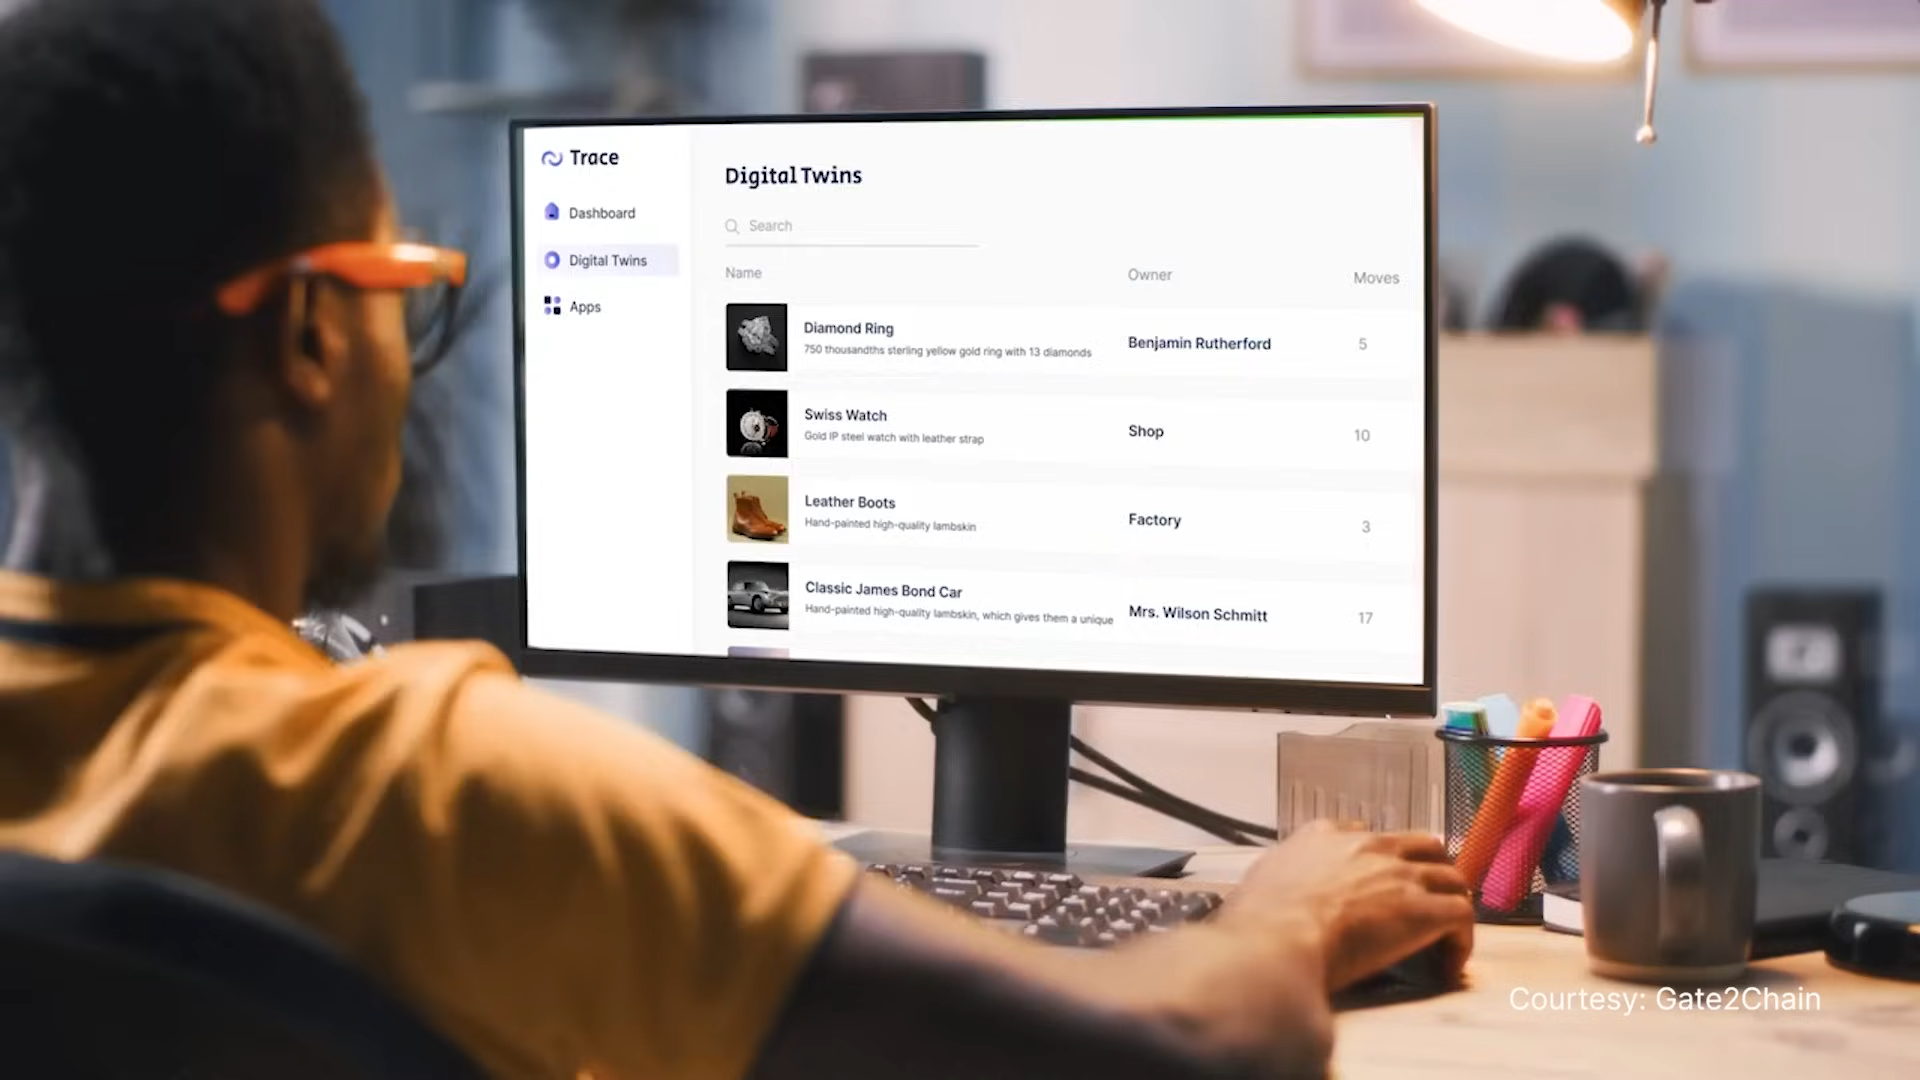 Trace
Dashboard
Digital Twins
Apps
Digital Twins
Search
Name Owner Moves
Diamond Ring
750 thousandths sterling yellow gold ring with 13 diamonds
Benjamin Rutherford 5
Swiss Watch
Gold IP steel watch with leather strap
Shop 10
Leather Boots
Hand-painted high-quality lambskin
Factory 3
Classic James Bond Car
Hand-painted high-quality lambskin, which gives them a unique
Mrs. Wilson Schmitt 17
Courtesy: Gate2Chain